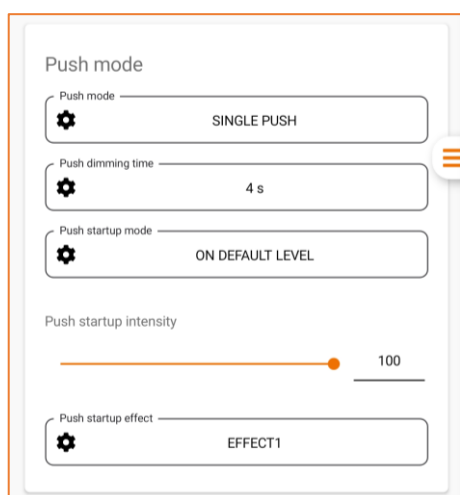 Push mode
Push mode
SINGLE PUSH
Push dimming time
4 s
Push startup mode
ON DEFAULT LEVEL
Push startup intensity
100
Push startup effect
EFFECT1